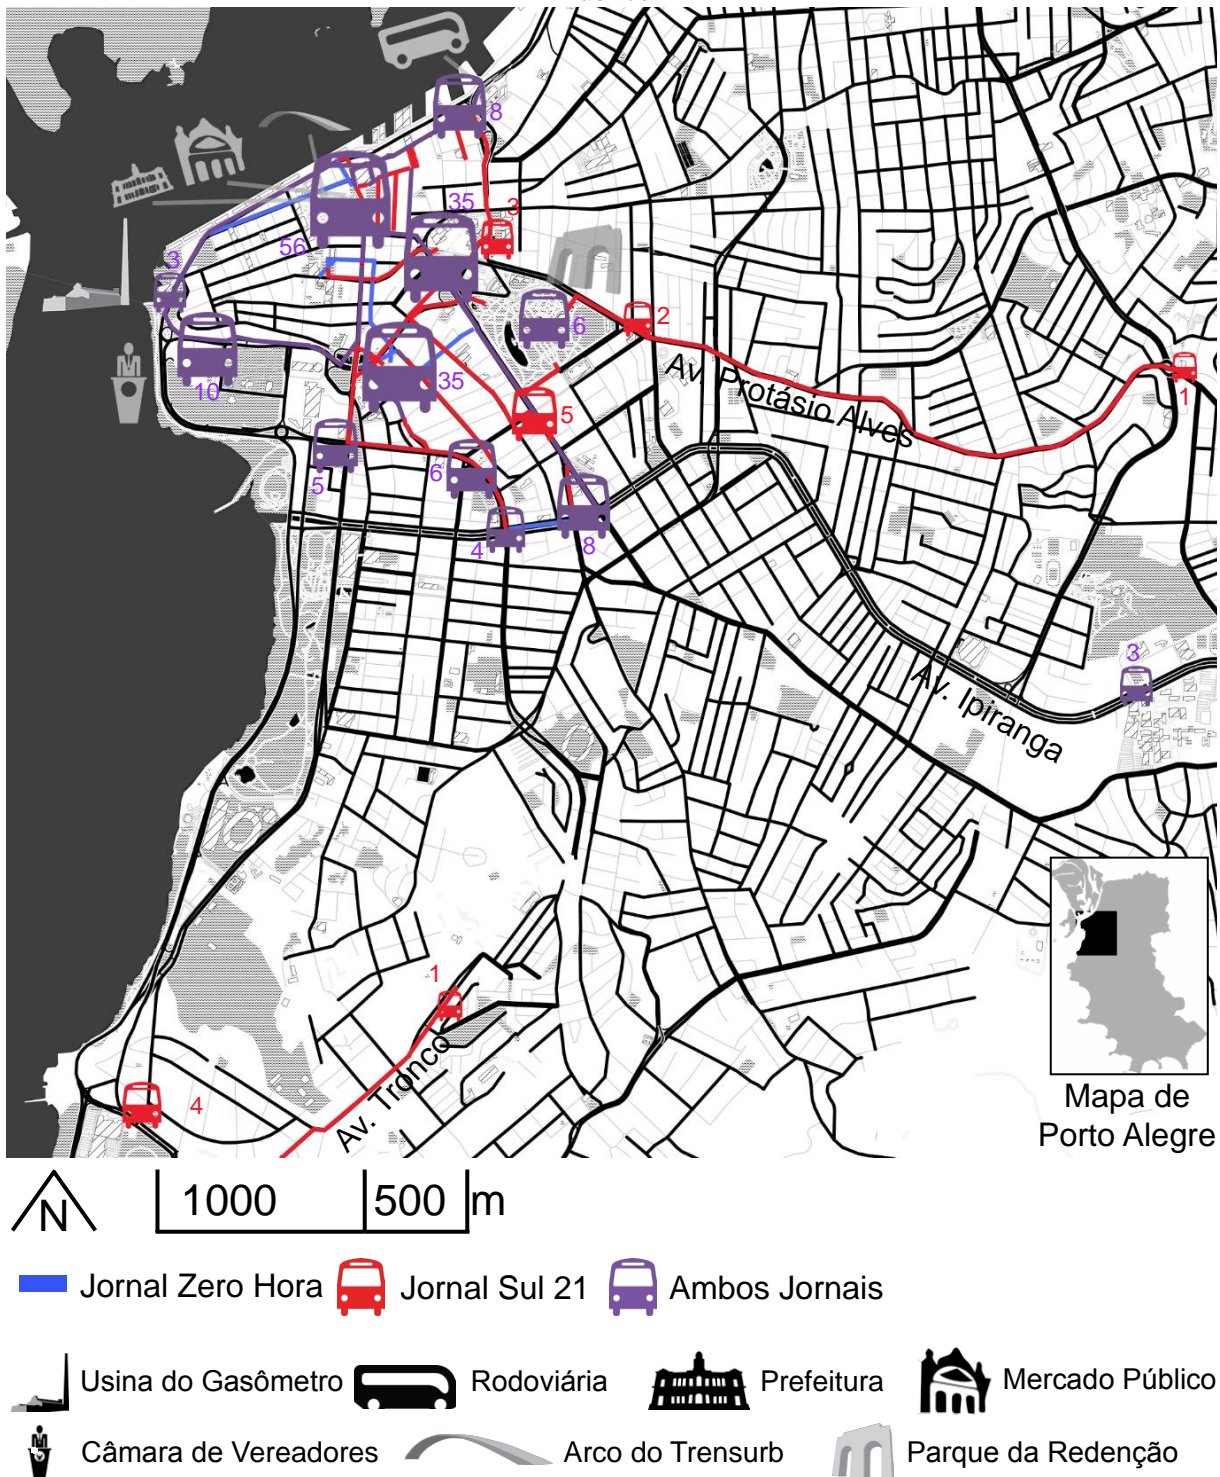 8
35
3
56
3
6
2
Av. Protásio Alves
1
10
35
5
5
6
4
8
3
Av. Ipiranga
1
Av. Tronco
4
Mapa de
Porto Alegre
N
1000 500 m
Jornal Zero Hora Jornal Sul 21 Ambos Jornais
Usina do Gasômetro Rodoviária Prefeitura Mercado Público
Câmara de Vereadores Arco do Trensurb Parque da Redenção